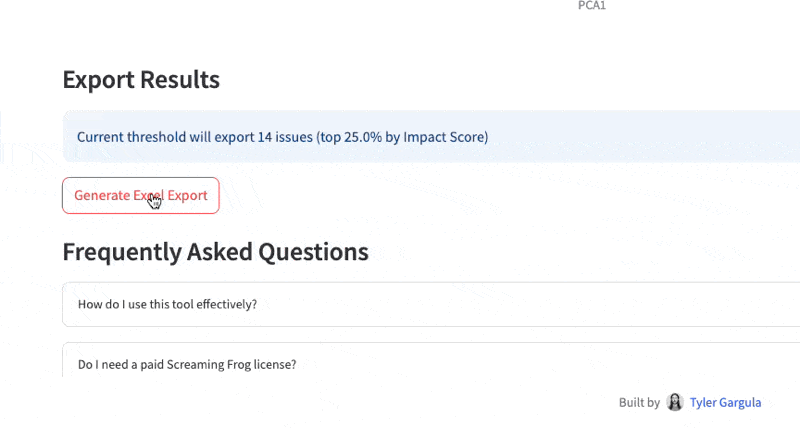 PCA1
Export Results
Current threshold will export 14 issues (top 25.0% by Impact Score)
Generate Excel Export
Frequently Asked Questions
How do I use this tool effectively?
Do I need a paid Screaming Frog license?
Built by Tyler Gargula